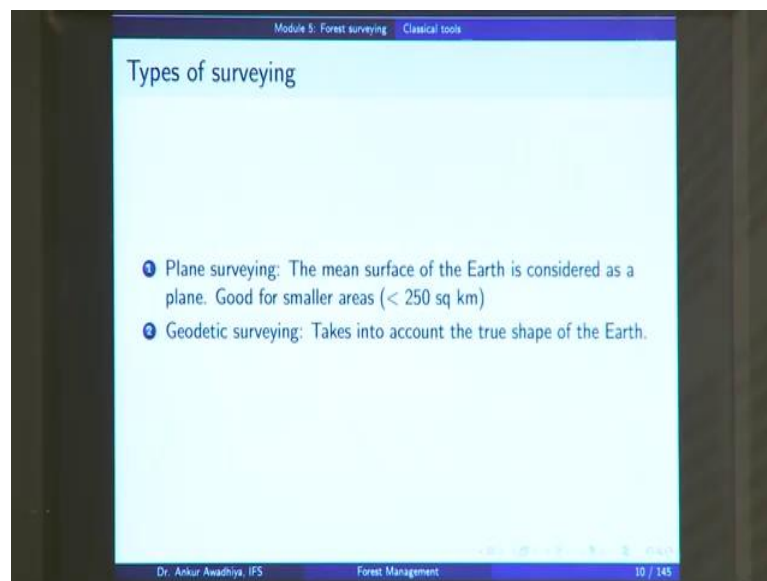 Module 5: Forest surveying Classical tools
Types of surveying
1 Plane surveying: The mean surface of the Earth is considered as a
plane. Good for smaller areas (< 250 sq km)
2 Geodetic surveying: Takes into account the true shape of the Earth.
Dr. Ankur Awadhiya, IFS Forest Management 10 / 145